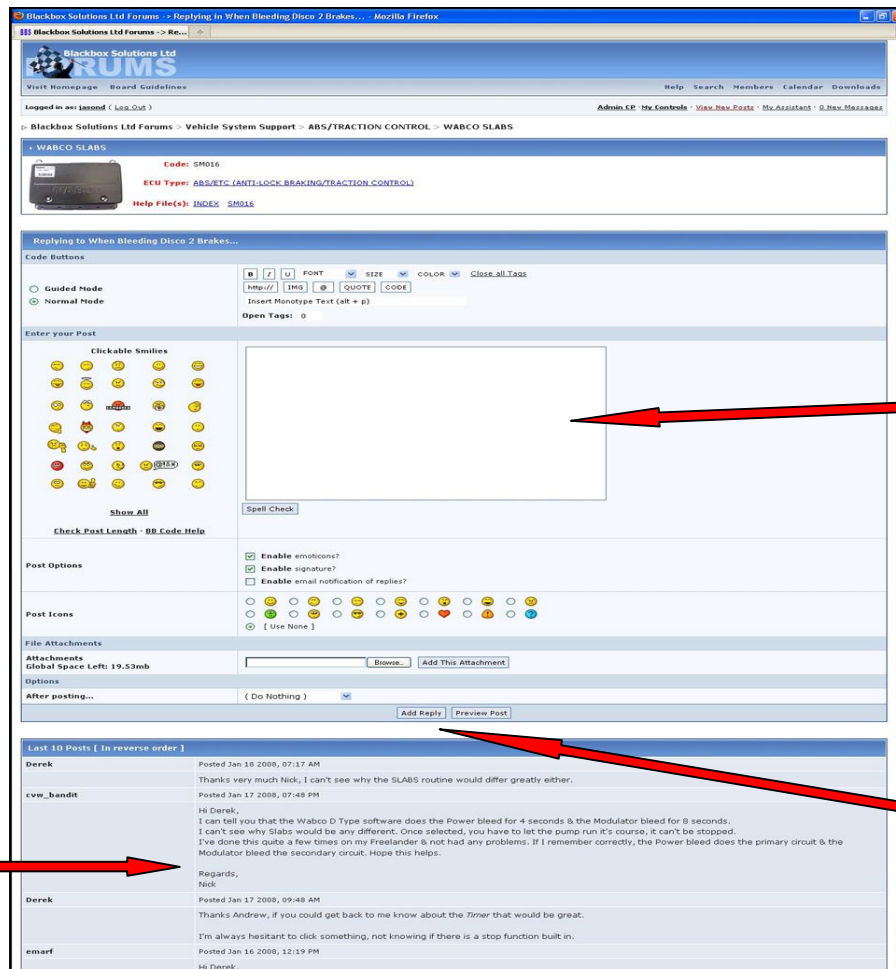 Blackbox Solutions Ltd Forums -> Replying in When Bleeding Disco 2 Brakes... - Mozilla Firefox
Blackbox Solutions Ltd Forums -> Re...
Blackbox Solutions Ltd
FORUMS
Visit Homepage Board Guidelines Help Search Members Calendar Downloads
Logged in as: jasond ( Log Out ) Admin CP · My Controls · View New Posts · My Assistant · 0 New Messages
Blackbox Solutions Ltd Forums > Vehicle System Support > ABS/TRACTION CONTROL > WABCO SLABS
WABCO SLABS
Code: SM016
ECU Type: ABS/ETC (ANTI-LOCK BRAKING/TRACTION CONTROL)
Help File(s): INDEX SM016
Replying to When Bleeding Disco 2 Brakes...
Code Buttons
Guided Mode
Normal Mode
B I U FONT SIZE COLOR Close all Tags
http:// IMG @ QUOTE CODE
Insert Monotype Text (alt + p)
Open Tags: 0
Enter your Post
Clickable Smilies
Show All
Check Post Length · BB Code Help
Spell Check
Post Options
Enable emoticons?
Enable signature?
Enable email notification of replies?
Post Icons
[ Use None ]
File Attachments
Attachments
Global Space Left: 19.53mb
Browse... Add This Attachment
Options
After posting... ( Do Nothing )
Add Reply Preview Post
Last 10 Posts [ In reverse order ]
Derek Posted Jan 18 2008, 07:17 AM
Thanks very much Nick, I can't see why the SLABS routine would differ greatly either.
cvw_bandit Posted Jan 17 2008, 07:48 PM
Hi Derek,
I can tell you that the Wabco D Type software does the Power bleed for 4 seconds & the Modulator bleed for 8 seconds.
I can't see why Slabs would be any different. Once selected, you have to let the pump run it's course, it can't be stopped.
I've done this quite a few times on my Freelander & not had any problems. If I remember correctly, the Power bleed does the primary circuit & the
Modulator bleed the secondary circuit. Hope this helps.
Regards,
Nick
Derek Posted Jan 17 2008, 09:48 AM
Thanks Andrew, if you could get back to me know about the Timer that would be great.
I'm always hesitant to click something, not knowing if there is a stop function built in.
emarf Posted Jan 16 2008, 12:19 PM
Hi Derek,